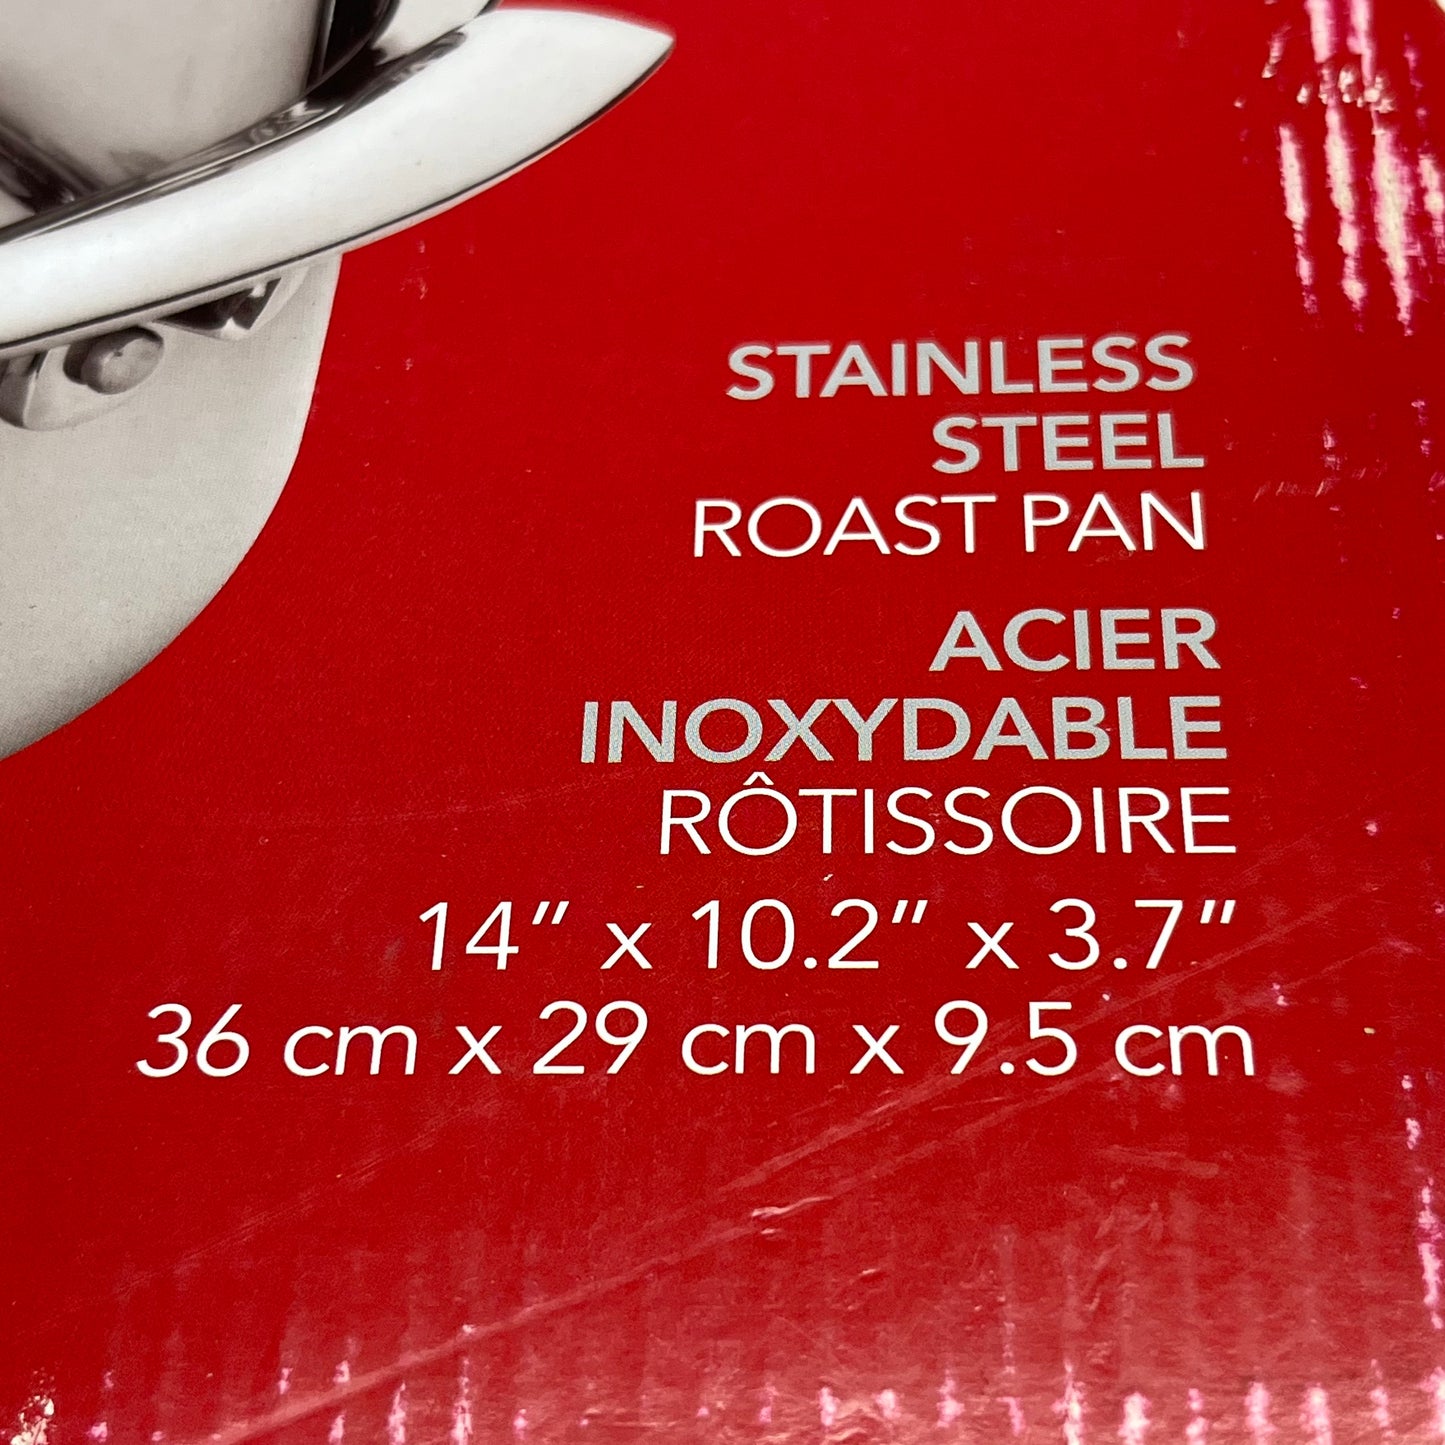 STAINLESS
STEEL
ROAST PAN
ACIER
INOXYDABLE
RÔTISSOIRE
14” x 10.2” x 3.7”
36 cm x 29 cm x 9.5 cm